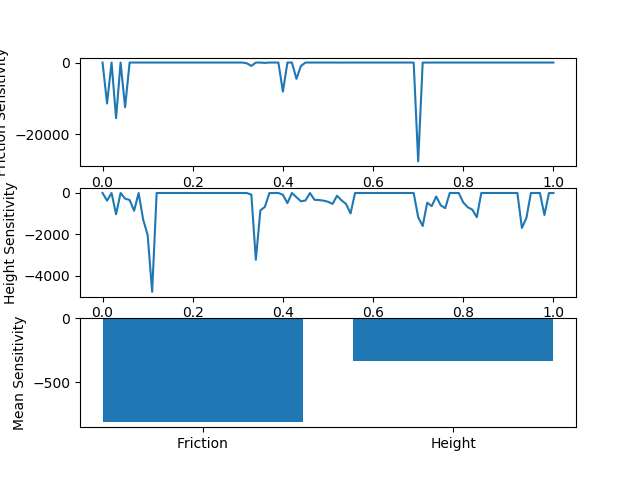 Friction Sensitivity
0
−20000
0.0 0.2 0.4 0.6 0.8 1.0
Height Sensitivity
0
−2000
−4000
0.0 0.2 0.4 0.6 0.8 1.0
Mean Sensitivity
0
−500
Friction Height